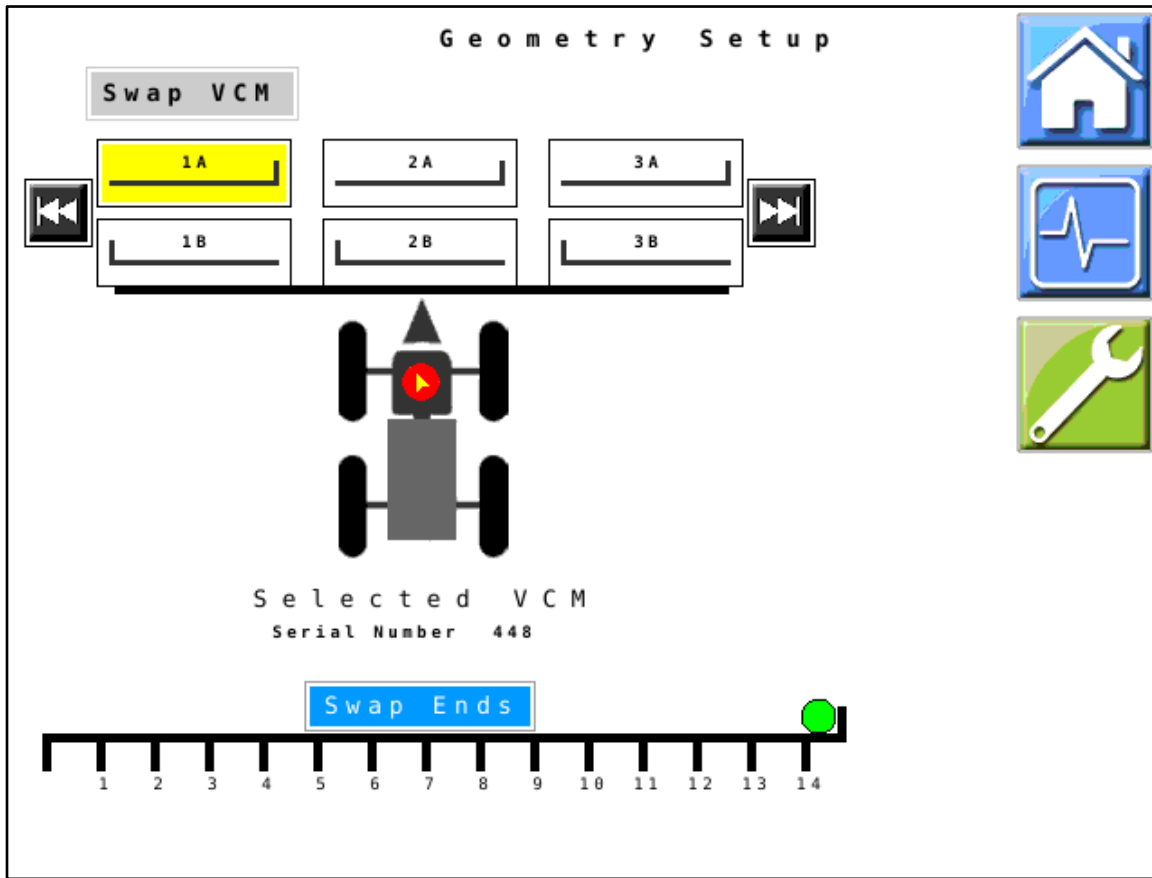 Geometry Setup
Swap VCM
1A 2A 3A
1B 2B 3B
Selected VCM
Serial Number 448
Swap Ends
1 2 3 4 5 6 7 8 9 10 11 12 13 14